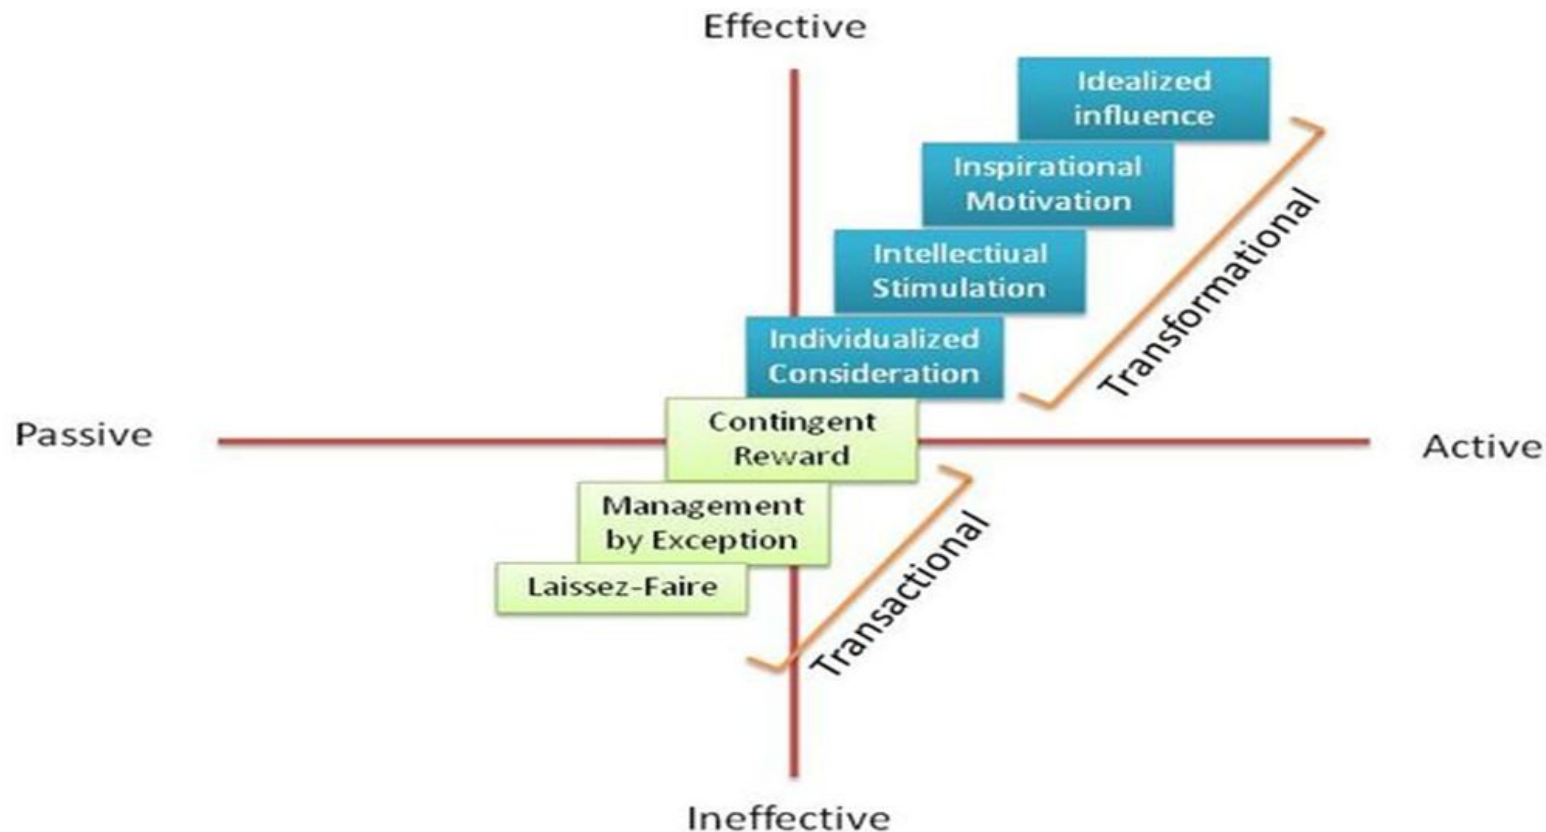 Effective
Idealized
influence
Inspirational
Motivation
Intellectiual
Stimulation
Individualized
Consideration
Transformational
Contingent
Reward
Passive
Active
Management
by Exception
Laissez-Faire
Transactional
Ineffective